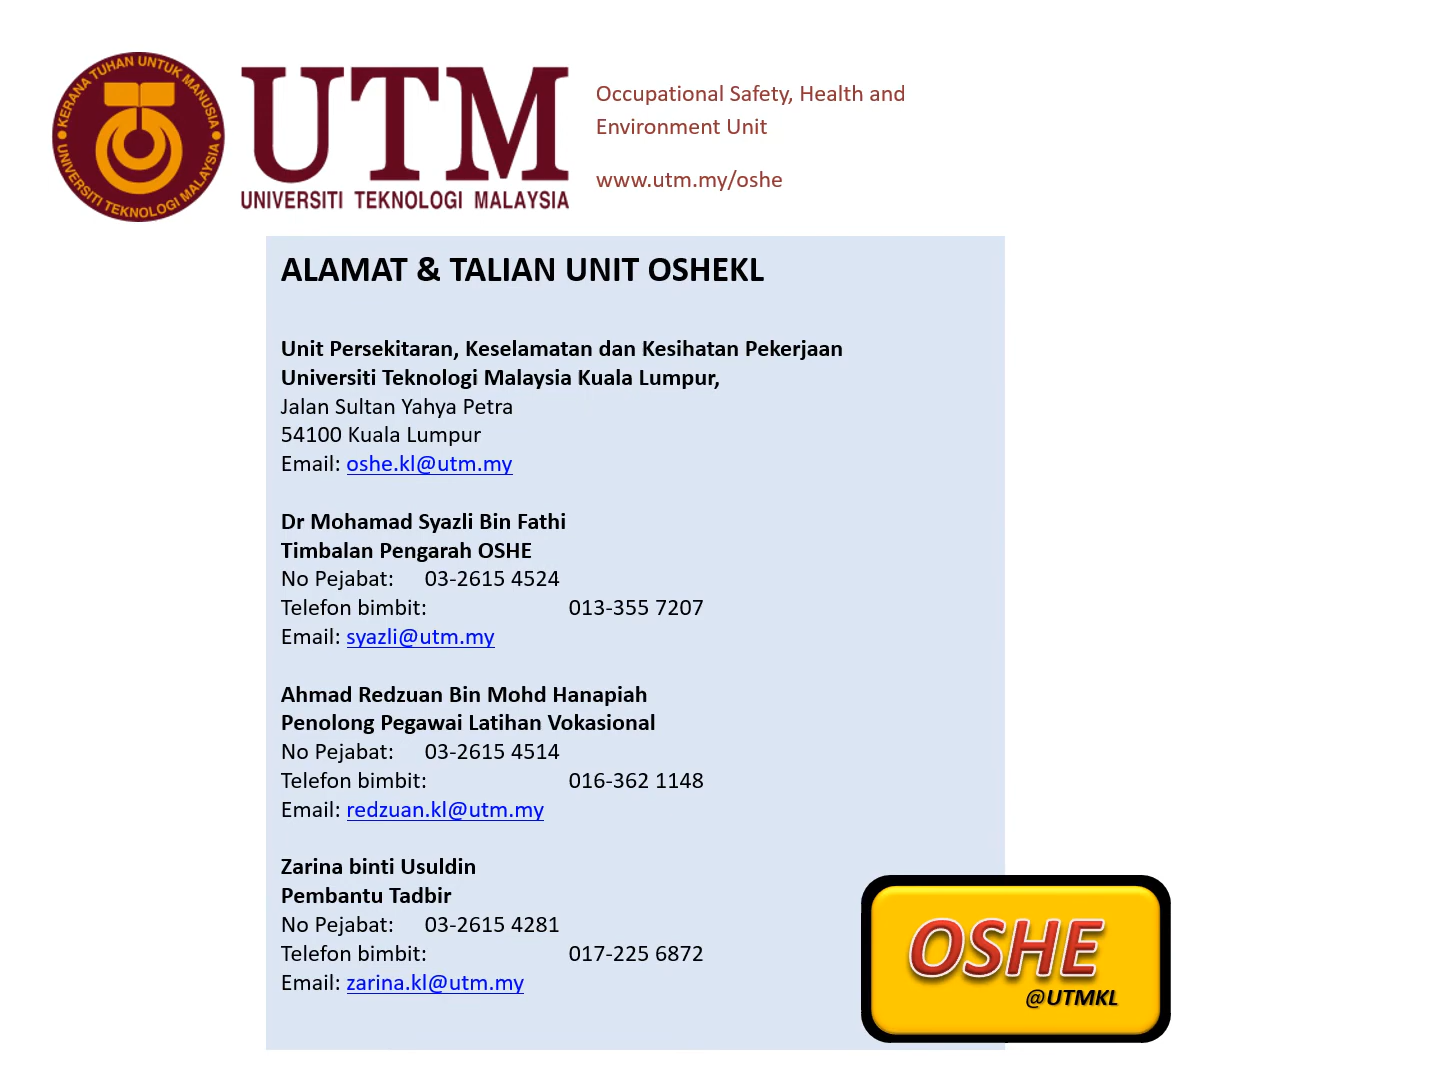 KERANA TUHAN UNTUK MANUSIA
UNIVERSITI TEKNOLOGI MALAYSIA
UTM
UNIVERSITI TEKNOLOGI MALAYSIA
Occupational Safety, Health and
Environment Unit
www.utm.my/oshe
ALAMAT & TALIAN UNIT OSHEKL
Unit Persekitaran, Keselamatan dan Kesihatan Pekerjaan
Universiti Teknologi Malaysia Kuala Lumpur,
Jalan Sultan Yahya Petra
54100 Kuala Lumpur
Email: oshe.kl@utm.my
Dr Mohamad Syazli Bin Fathi
Timbalan Pengarah OSHE
No Pejabat: 03-2615 4524
Telefon bimbit: 013-355 7207
Email: syazli@utm.my
Ahmad Redzuan Bin Mohd Hanapiah
Penolong Pegawai Latihan Vokasional
No Pejabat: 03-2615 4514
Telefon bimbit: 016-362 1148
Email: redzuan.kl@utm.my
Zarina binti Usuldin
Pembantu Tadbir
No Pejabat: 03-2615 4281
Telefon bimbit: 017-225 6872
Email: zarina.kl@utm.my
OSHE
@UTMKL